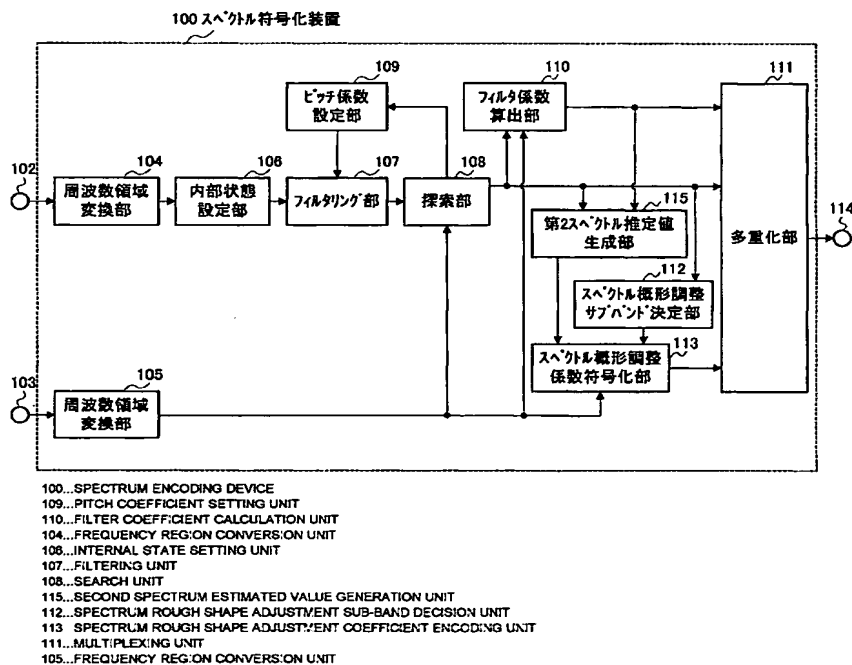 100 スペクトル符号化装置
109
ピッチ係数
設定部
110
フィルタ係数
算出部
111
多重化部
102
104
周波数領域
変換部
106
内部状態
設定部
107
フィルタリング部
108
探索部
115
第2スペクトル推定値
生成部
114
112
スペクトル概形調整
サブバンド決定部
113
スペクトル概形調整
係数符号化部
103
105
周波数領域
変換部
100...SPECTRUM ENCODING DEVICE
109...PITCH COEFFICIENT SETTING UNIT
110...FILTER COEFFICIENT CALCULATION UNIT
104...FREQUENCY REGION CONVERSION UNIT
106...INTERNAL STATE SETTING UNIT
107...FILTERING UNIT
108...SEARCH UNIT
115...SECOND SPECTRUM ESTIMATED VALUE GENERATION UNIT
112...SPECTRUM ROUGH SHAPE ADJUSTMENT SUB-BAND DECISION UNIT
113 SPECTRUM ROUGH SHAPE ADJUSTMENT COEFFICIENT ENCODING UNIT
111...MULTIPLEXING UNIT
105...FREQUENCY REGION CONVERSION UNIT